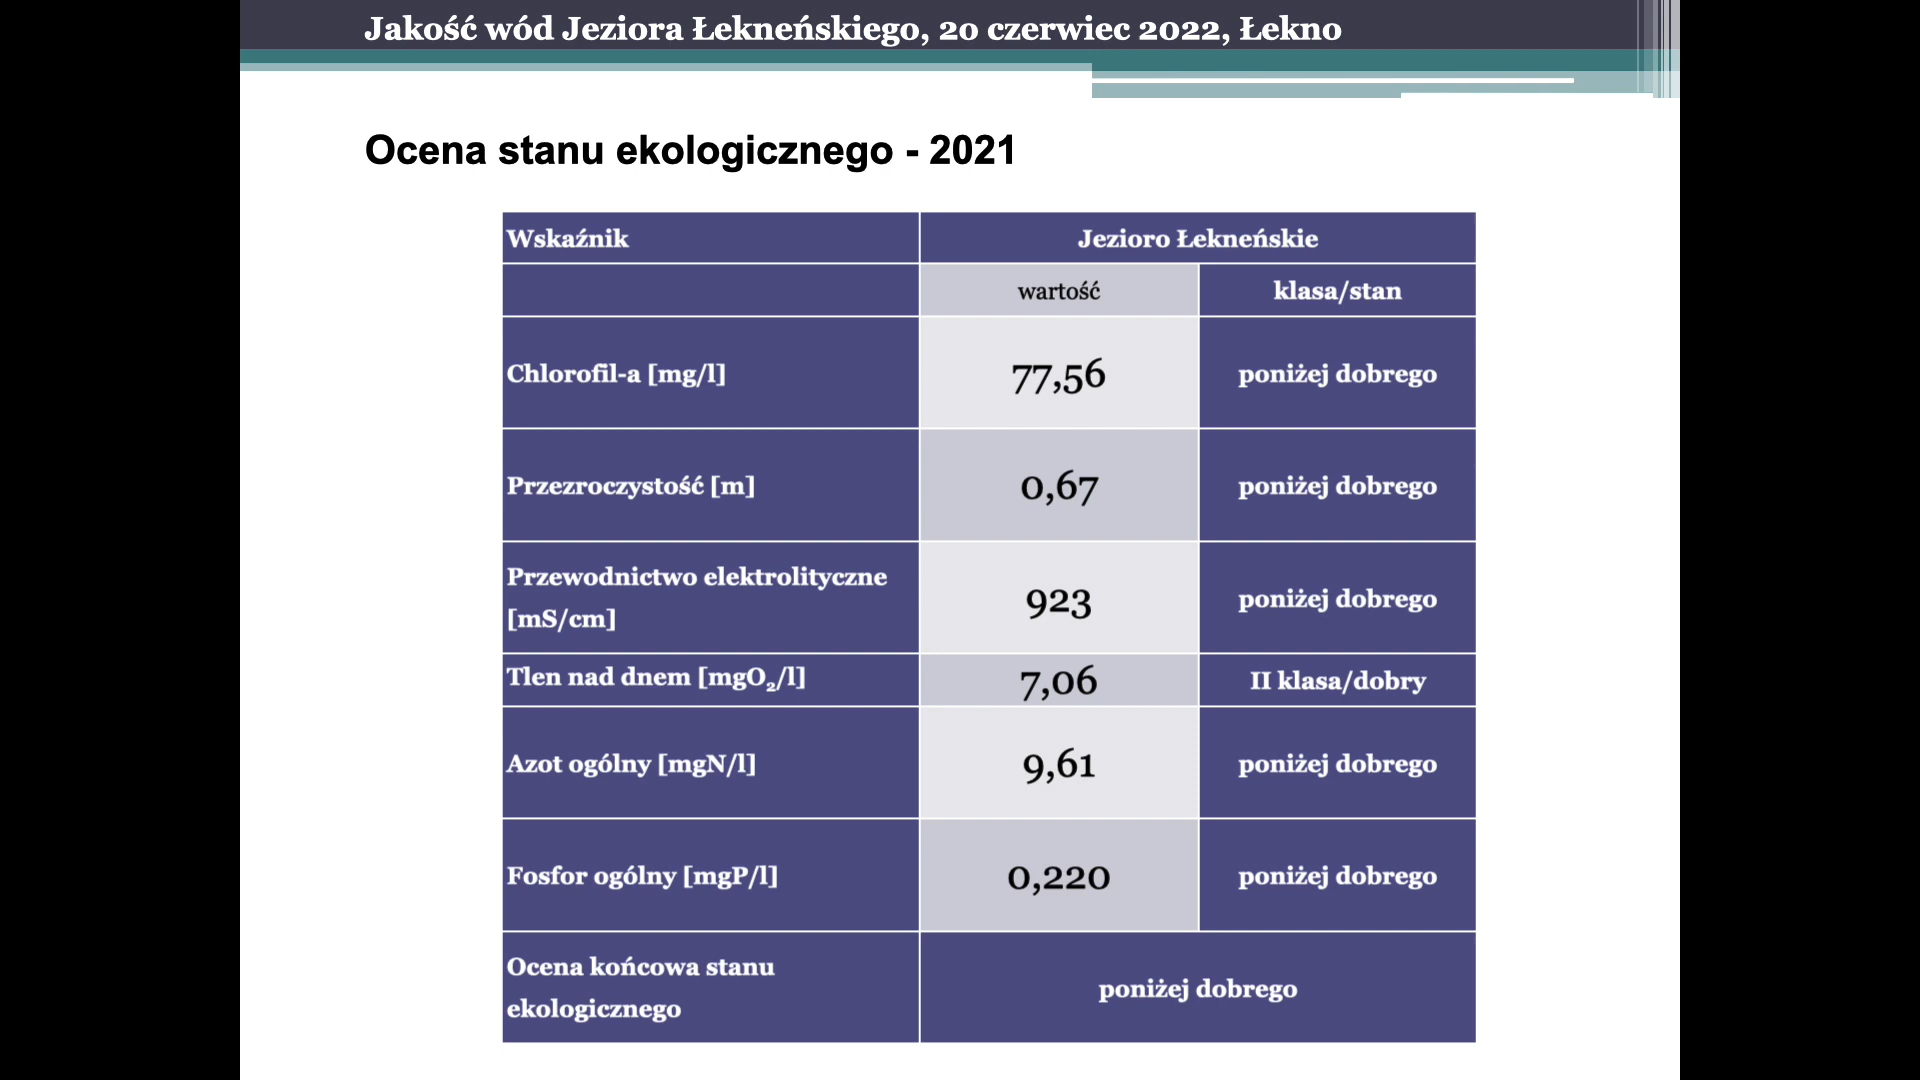 Jakość wód Jeziora Łekneńskiego, 20 czerwiec 2022, Łekno
Ocena stanu ekologicznego - 2021
Wskaźnik
Jezioro Łekneńskie
wartość
klasa/stan
Chlorofil-a [mg/l]
77,56
poniżej dobrego
Przezroczystość [m]
0,67
poniżej dobrego
Przewodnictwo elektrolityczne
[mS/cm]
923
poniżej dobrego
Tlen nad dnem [mgO₂/l]
7,06
II klasa/dobry
Azot ogólny [mgN/l]
9,61
poniżej dobrego
Fosfor ogólny [mgP/l]
0,220
poniżej dobrego
Ocena końcowa stanu
ekologicznego
poniżej dobrego